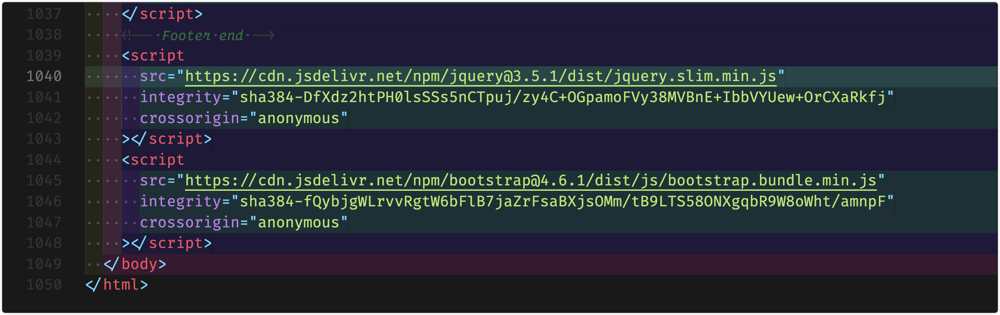 1037 </script>
1038 <!-- Footer end -->
1039 <script
1040 src="https://cdn.jsdelivr.net/npm/jquery@3.5.1/dist/jquery.slim.min.js"
1041 integrity="sha384-DfXdz2htPH0lsSSs5nCTpuj/zy4C+OGpamoFVy38MVBnE+IbbVYUew+OrCXaRkfj"
1042 crossorigin="anonymous"
1043 ></script>
1044 <script
1045 src="https://cdn.jsdelivr.net/npm/bootstrap@4.6.1/dist/js/bootstrap.bundle.min.js"
1046 integrity="sha384-fQybjgWLrvvRgtW6bFlB7jaZrFsaBXjsOMm/tB9LTS58ONXgqbR9W8oWht/amnpF"
1047 crossorigin="anonymous"
1048 ></script>
1049 </body>
1050 </html>